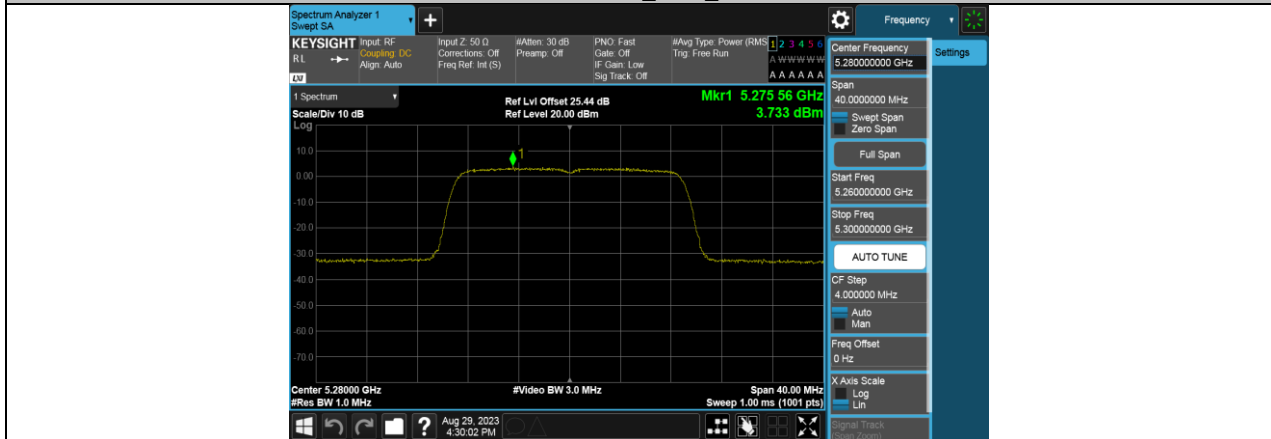 Spectrum Analyzer 1
Swept SA
+
Frequency
KEYSIGHT
Input: RF
Coupling: DC
Align: Auto
Input Z: 50 Ω
Corrections: Off
Freq Ref: Int (S)
#Atten: 30 dB
Preamp: Off
PNO: Fast
Gate: Off
IF Gain: Low
Sig Track: Off
#Avg Type: Power (RMS
Trig: Free Run
1 2 3 4 5 6
A W W W W W
A A A A A A
R L
LXI
1 Spectrum
Scale/Div 10 dB
Ref Lvl Offset 25.44 dB
Ref Level 20.00 dBm
Mkr1 5.275 56 GHz
3.733 dBm
Log
10.0
0.00
-10.0
-20.0
-30.0
-40.0
-50.0
-60.0
-70.0
1
Center 5.28000 GHz
#Res BW 1.0 MHz
#Video BW 3.0 MHz
Span 40.00 MHz
Sweep 1.00 ms (1001 pts)
Center Frequency
5.280000000 GHz
Settings
Span
40.0000000 MHz
Swept Span
Zero Span
Full Span
Start Freq
5.260000000 GHz
Stop Freq
5.300000000 GHz
AUTO TUNE
CF Step
4.000000 MHz
Auto
Man
Freq Offset
0 Hz
X Axis Scale
Log
Lin
Signal Track
(Span Zoom)
?
Aug 29, 2023
4:30:02 PM